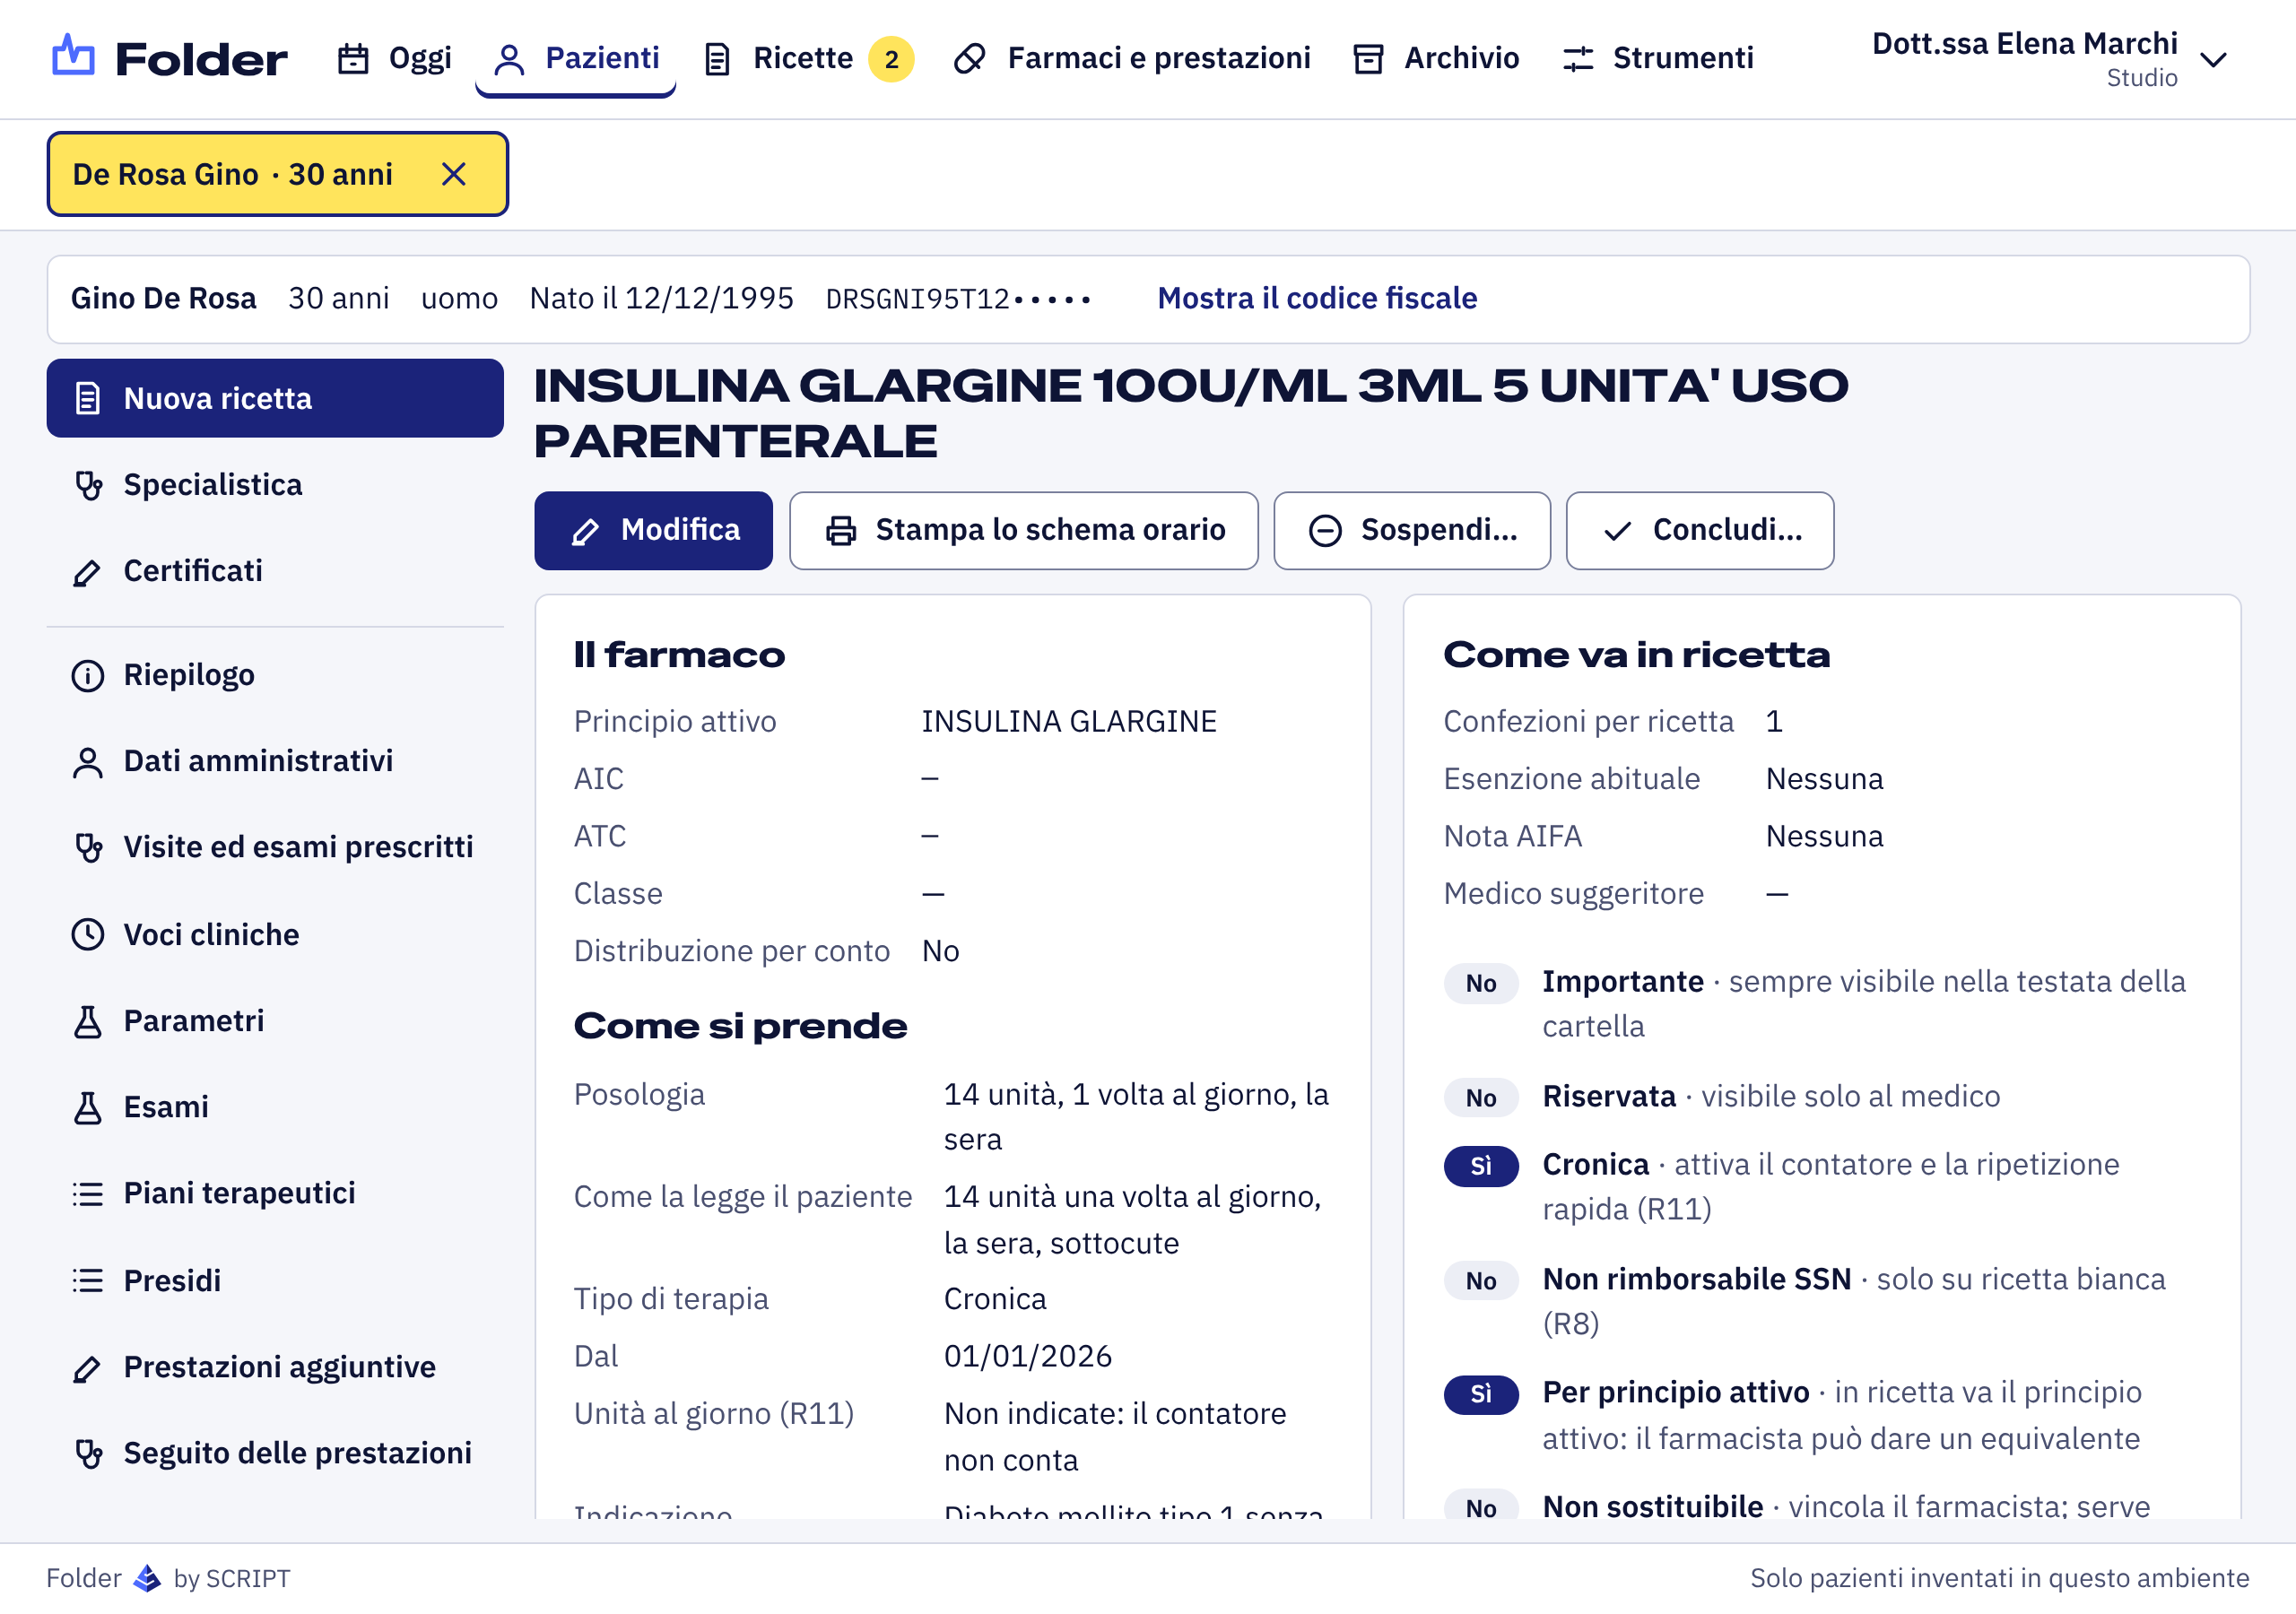 Folder
Oggi
Pazienti
Ricette 2
Farmaci e prestazioni
Archivio
Strumenti
Dott.ssa Elena Marchi
Studio
De Rosa Gino · 30 anni
Gino De Rosa 30 anni uomo Nato il 12/12/1995 DRSGNI95T12••••• Mostra il codice fiscale
Nuova ricetta
Specialistica
Certificati
Riepilogo
Dati amministrativi
Visite ed esami prescritti
Voci cliniche
Parametri
Esami
Piani terapeutici
Presidi
Prestazioni aggiuntive
Seguito delle prestazioni
INSULINA GLARGINE 100U/ML 3ML 5 UNITA' USO
PARENTERALE
Modifica
Stampa lo schema orario
Sospendi...
Concludi...
Il farmaco
Principio attivo INSULINA GLARGINE
AIC –
ATC –
Classe —
Distribuzione per conto No
Come si prende
Posologia 14 unità, 1 volta al giorno, la
sera
Come la legge il paziente 14 unità una volta al giorno,
la sera, sottocute
Tipo di terapia Cronica
Dal 01/01/2026
Unità al giorno (R11) Non indicate: il contatore
non conta
Indicazione Diabete mellito tipo 1 senza
Come va in ricetta
Confezioni per ricetta 1
Esenzione abituale Nessuna
Nota AIFA Nessuna
Medico suggeritore —
No Importante · sempre visibile nella testata della
cartella
No Riservata · visibile solo al medico
Sì Cronica · attiva il contatore e la ripetizione
rapida (R11)
No Non rimborsabile SSN · solo su ricetta bianca
(R8)
Sì Per principio attivo · in ricetta va il principio
attivo: il farmacista può dare un equivalente
No Non sostituibile · vincola il farmacista; serve
Folder by SCRIPT
Solo pazienti inventati in questo ambiente